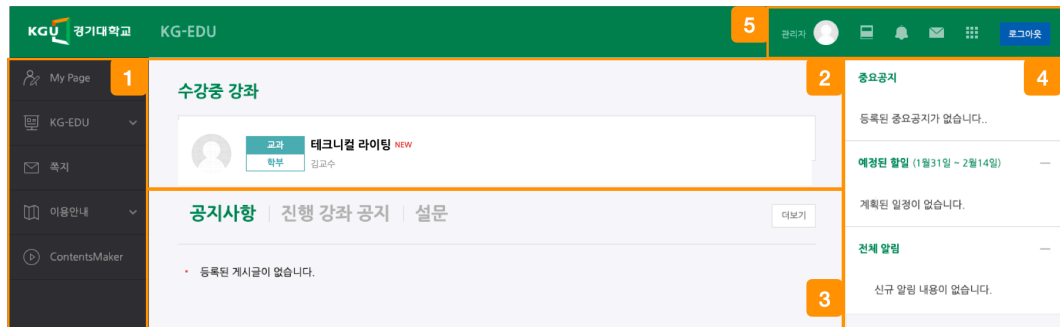 KGU 경기대학교
KG-EDU
5
관리자
로그아웃
1
My Page
KG-EDU
쪽지
이용안내
ContentsMaker
2
수강중 강좌
교과
학부
테크니컬 라이팅 NEW
김교수
공지사항 | 진행 강좌 공지 | 설문
더보기
• 등록된 게시글이 없습니다.
3
4
중요공지
등록된 중요공지가 없습니다..
예정된 할일 (1월31일 ~ 2월14일)
계획된 일정이 없습니다.
전체 알림
신규 알림 내용이 없습니다.